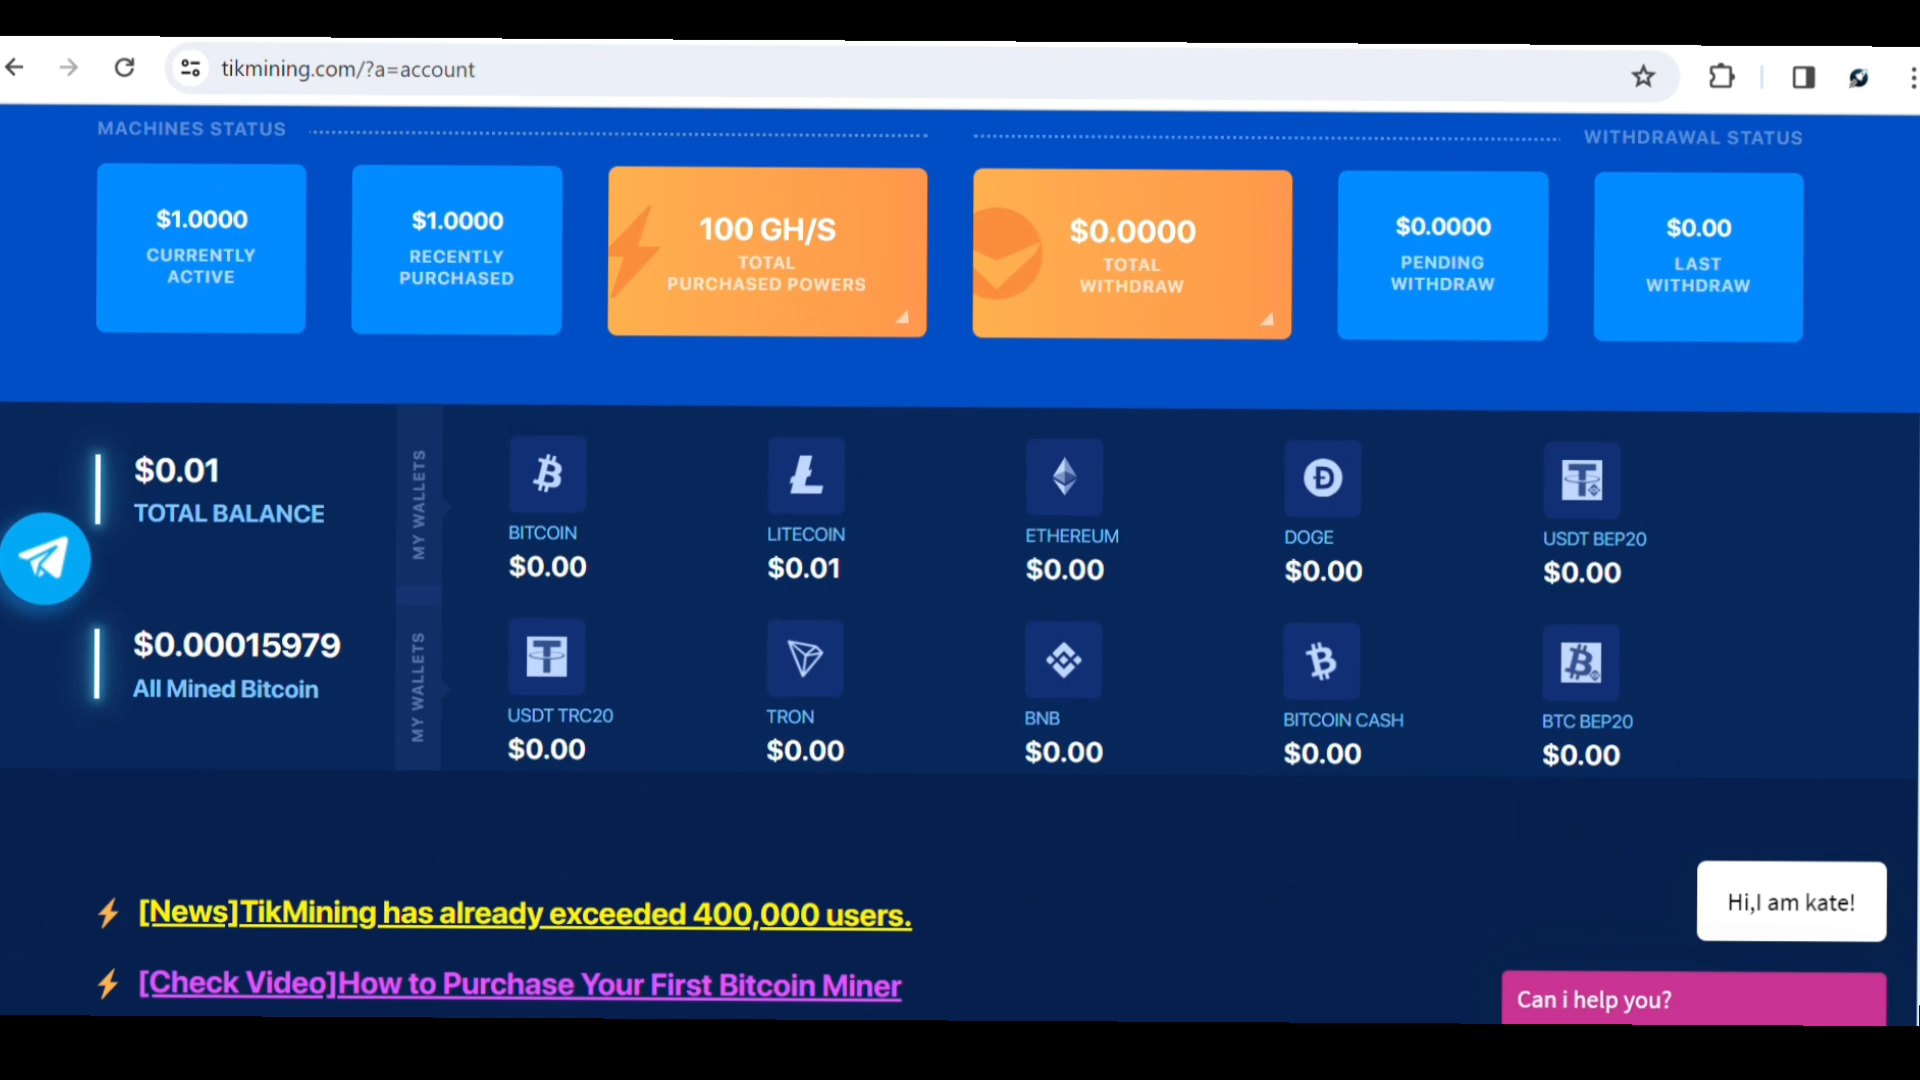 tikmining.com/?a=account
MACHINES STATUS
WITHDRAWAL STATUS
$1.0000
CURRENTLY
ACTIVE
$1.0000
RECENTLY
PURCHASED
100 GH/S
TOTAL
PURCHASED POWERS
$0.0000
TOTAL
WITHDRAW
$0.0000
PENDING
WITHDRAW
$0.00
LAST
WITHDRAW
$0.01
TOTAL BALANCE
MY WALLETS
BITCOIN
$0.00
LITECOIN
$0.01
ETHEREUM
$0.00
DOGE
$0.00
USDT BEP20
$0.00
$0.00015979
All Mined Bitcoin
MY WALLETS
USDT TRC20
$0.00
TRON
$0.00
BNB
$0.00
BITCOIN CASH
$0.00
BTC BEP20
$0.00
[News]TikMining has already exceeded 400,000 users.
[Check Video]How to Purchase Your First Bitcoin Miner
Hi,I am kate!
Can i help you?